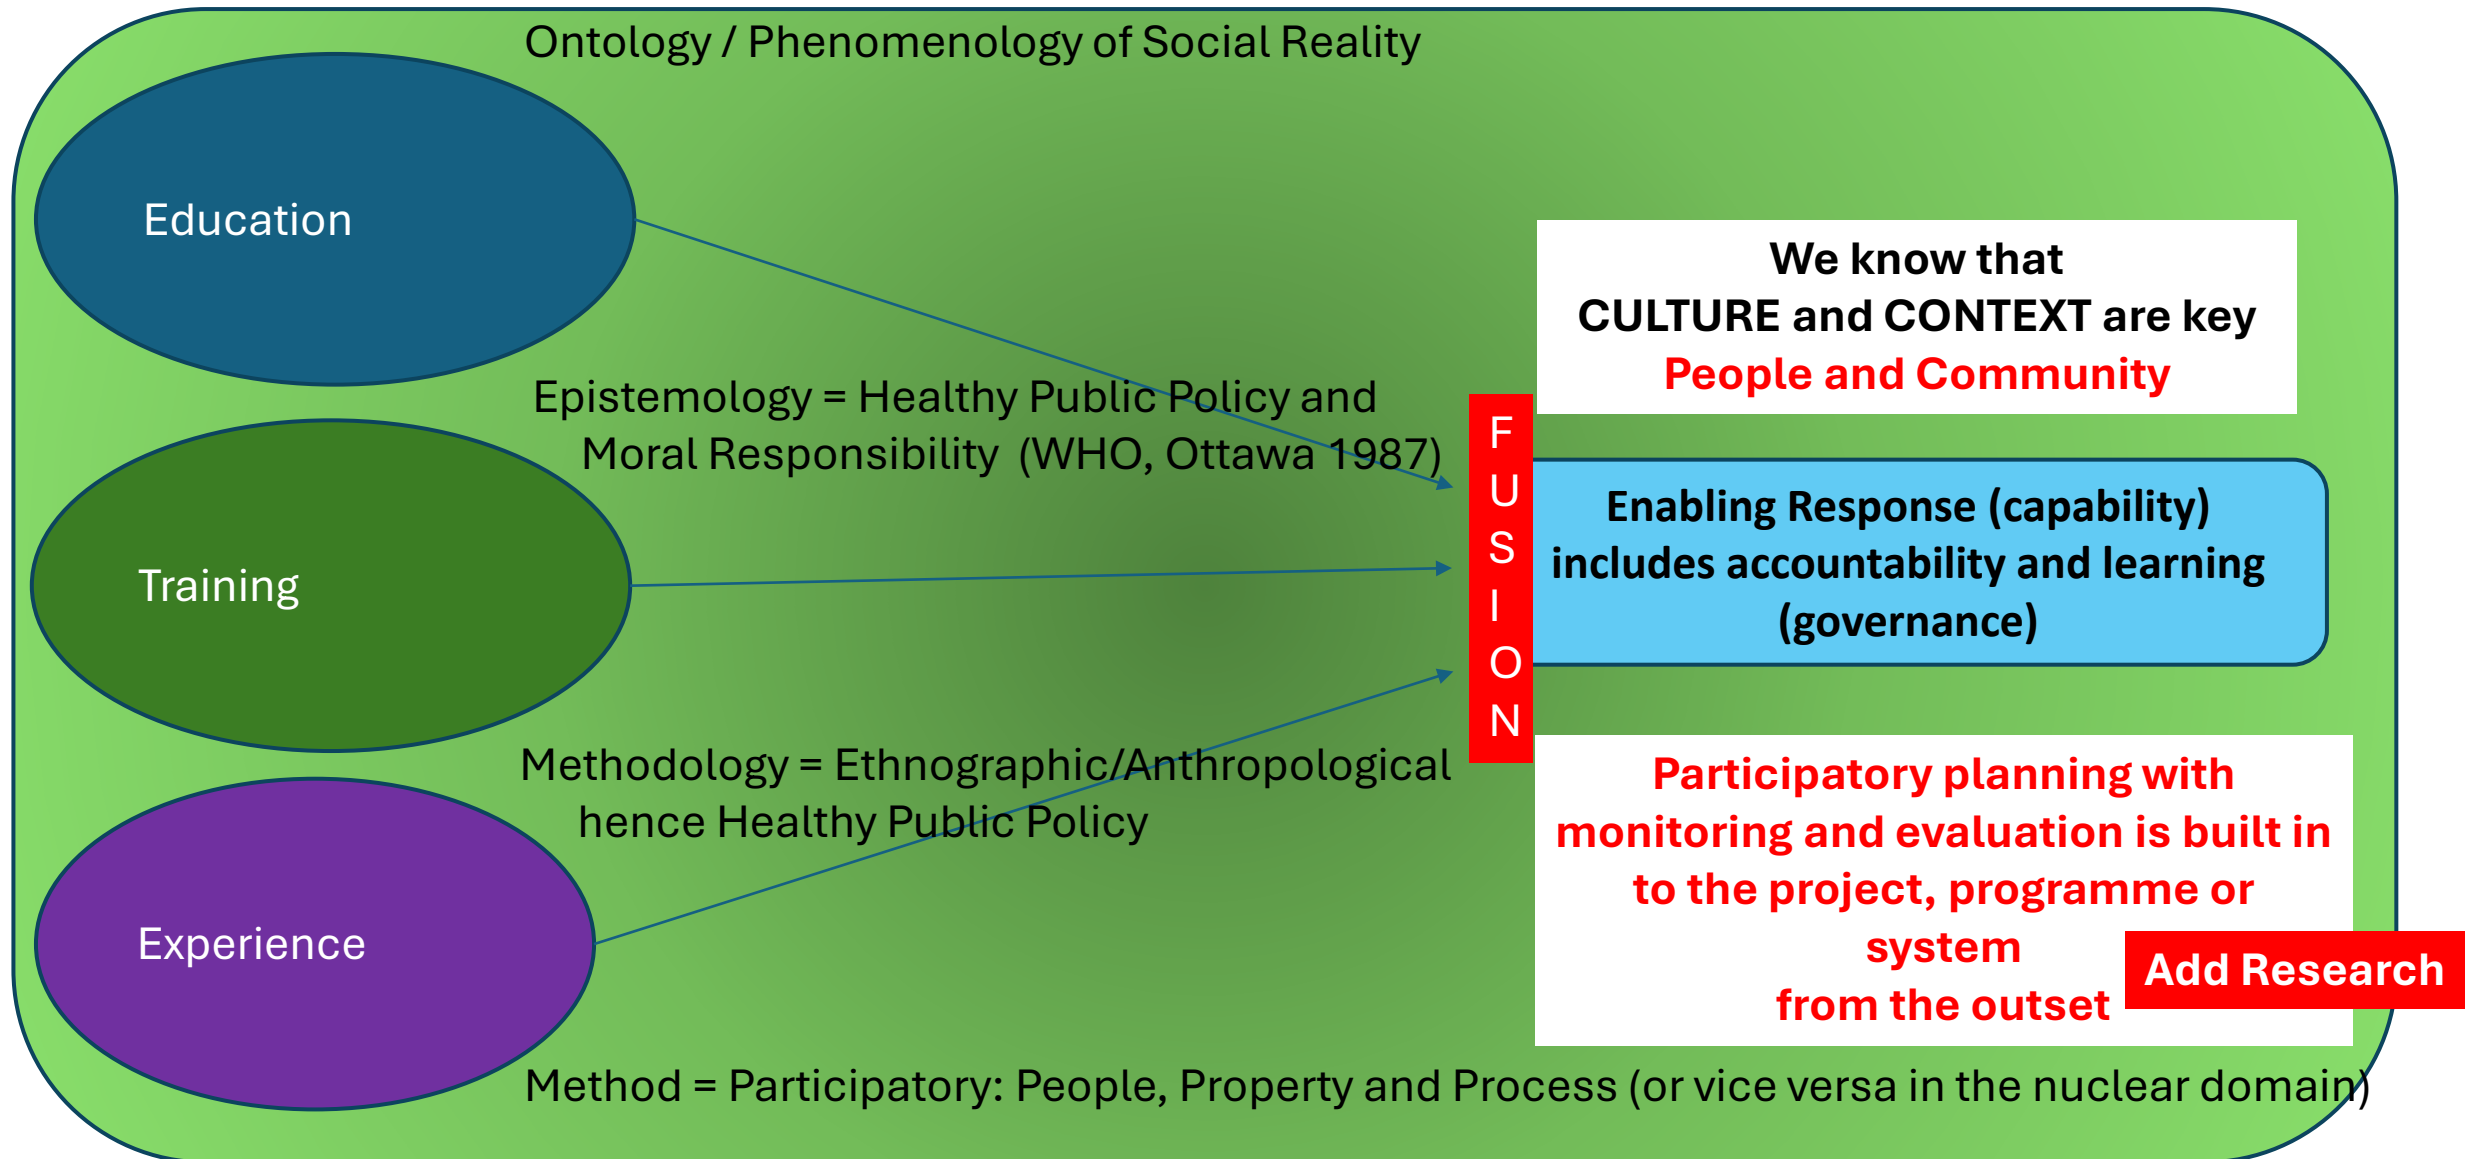 Ontology / Phenomenology of Social Reality
Education
Epistemology = Healthy Public Policy and
Moral Responsibility (WHO, Ottawa 1987)
Training
Methodology = Ethnographic/Anthropological
hence Healthy Public Policy
Experience
Method = Participatory: People, Property and Process (or vice versa in the nuclear domain)
F
U
S
I
O
N
We know that
CULTURE and CONTEXT are key
People and Community
Enabling Response (capability)
includes accountability and learning
(governance)
Participatory planning with
monitoring and evaluation is built in
to the project, programme or
system
from the outset
Add Research